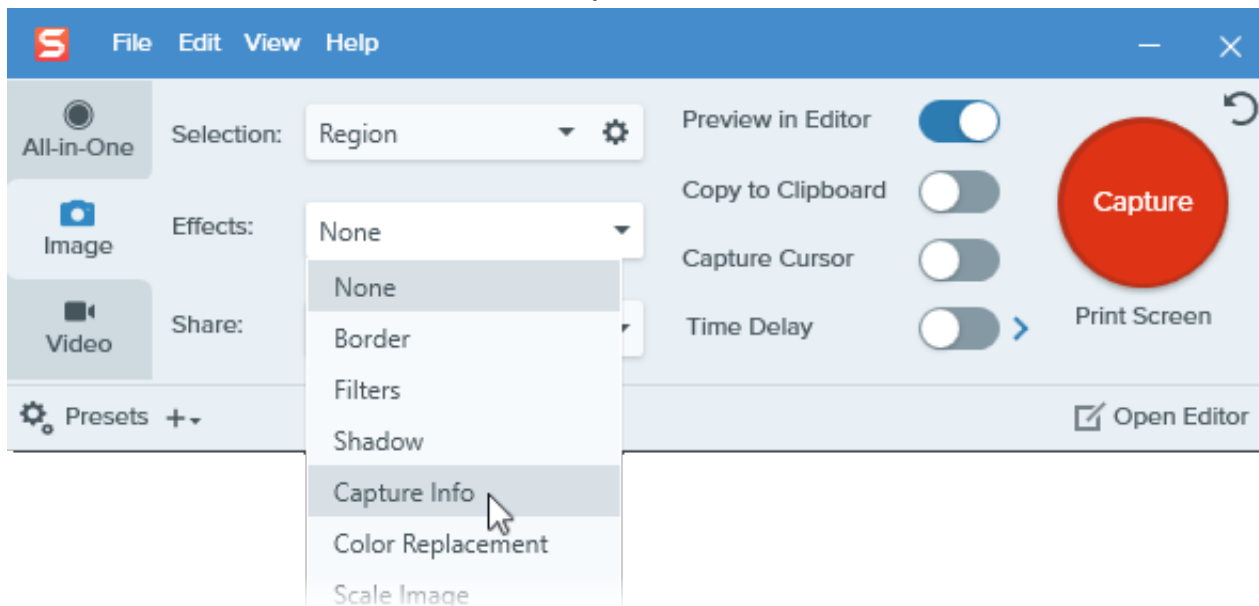 S File Edit View Help
All-in-One
Selection: Region
Preview in Editor
Copy to Clipboard
Capture
Image
Effects: None
Capture Cursor
None
Print Screen
Video
Share:
Border
Time Delay
Filters
Presets
Open Editor
Shadow
Capture Info
Color Replacement
Scale Image